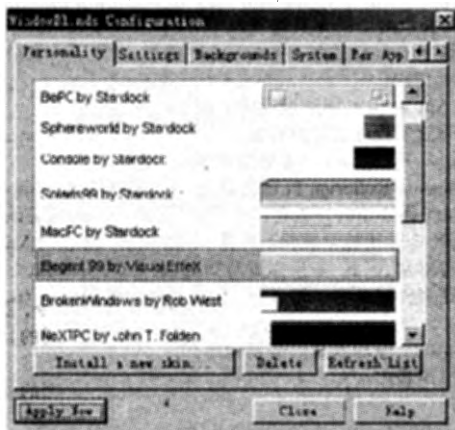 WindowBlinds Configuration
Personality Settings Backgrounds System Per App
BePC by Stardock
Sphereworld by Stardock
Console by Stardock
Solaris99 by Stardock
MacPC by Stardock
Elegant 99 by Visual Effex
BrokenWindows by Rob West
NeXTPC by John T. Folden
Install a new skin... Delete Refresh List
Apply Now Close Help